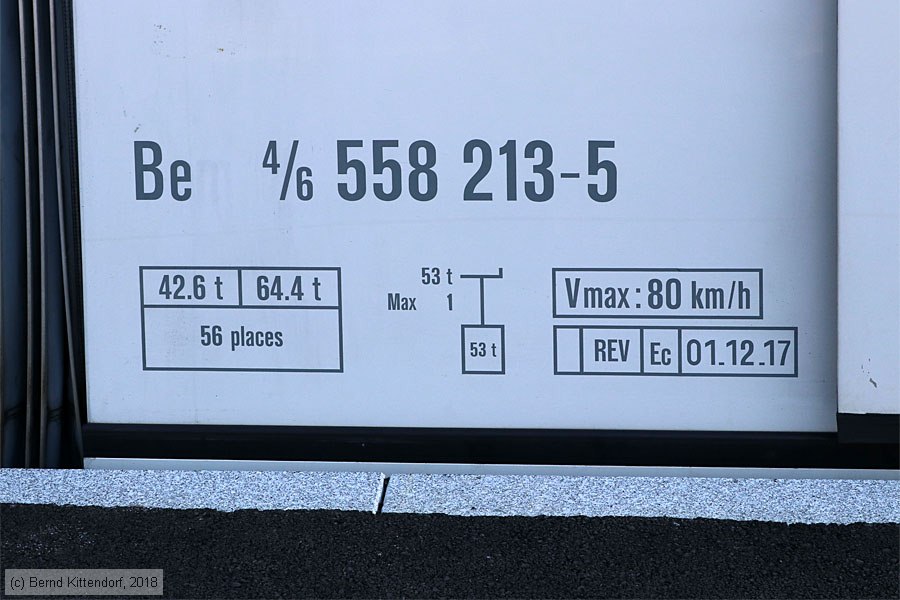 Be 4/6 558 213-5
42.6 t 64.4 t
56 places
53 t
Max 1
53 t
Vmax: 80 km/h
REV Ec 01.12.17
(c) Bernd Kittendorf, 2018